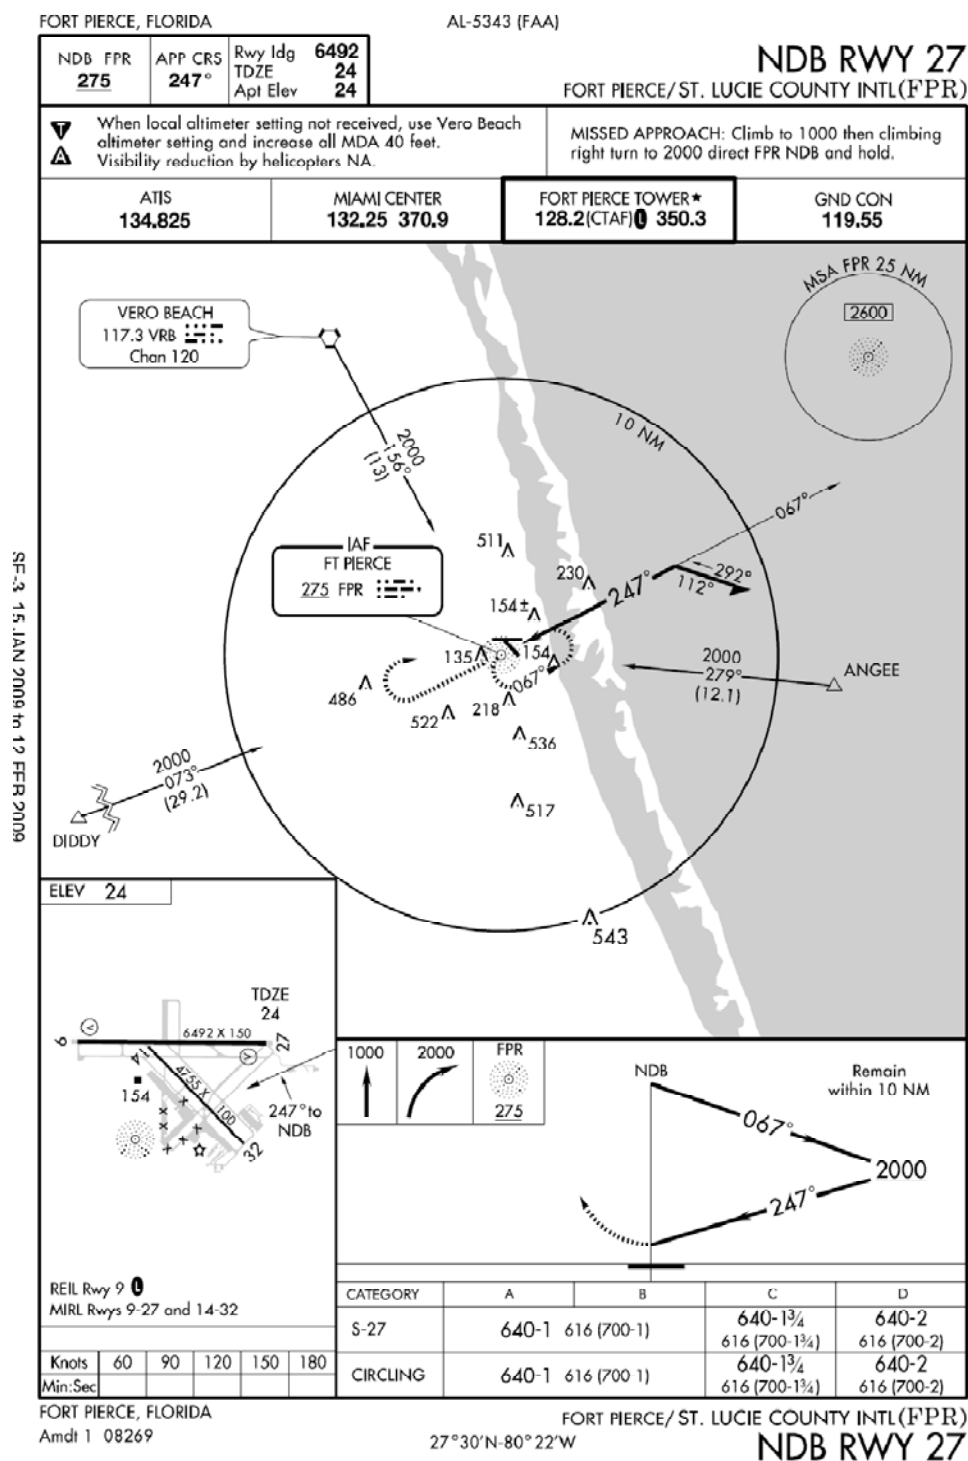 FORT PIERCE, FLORIDA
AL-5343 (FAA)
NDB FPR
275
APP CRS
247°
Rwy ldg 6492
TDZE 24
Apt Elev 24
NDB RWY 27
FORT PIERCE/ST. LUCIE COUNTY INTL (FPR)
T
A
When local altimeter setting not received, use Vero Beach
altimeter setting and increase all MDA 40 feet.
Visibility reduction by helicopters NA.
MISSED APPROACH: Climb to 1000 then climbing
right turn to 2000 direct FPR NDB and hold.
ATIS
134.825
MIAMI CENTER
132.25 370.9
FORT PIERCE TOWER★
128.2(CTAF) L 350.3
GND CON
119.55
MSA FPR 25 NM
2600
VERO BEACH
117.3 VRB
Chan 120
10 NM
2000
156°
(13)
067°
IAF
FT PIERCE
275 FPR
511
230
247°
292°
112°
154±
135
154
067°
2000
279°
(12.1)
ANGEE
486
522
218
536
2000
073°
(29.2)
DIDDY
517
543
SE-3, 15 JAN 2009 to 12 FEB 2009
ELEV 24
TDZE
24
6492 X 150
9
27
V
V
14
4755 X 100
154
247° to
NDB
32
REIL Rwy 9 L
MIRL Rwys 9-27 and 14-32
Knots 60 90 120 150 180
Min:Sec
1000
2000
FPR
275
NDB
Remain
within 10 NM
067°
2000
247°
CATEGORY A B C D
S-27 640-1 616 (700-1) 640-1¾ 640-2
616 (700-1¾) 616 (700-2)
CIRCLING 640-1 616 (700 1) 640-1¾ 640-2
616 (700-1¾) 616 (700-2)
FORT PIERCE, FLORIDA
Amdt 1 08269
27°30'N-80°22'W
FORT PIERCE/ST. LUCIE COUNTY INTL (FPR)
NDB RWY 27